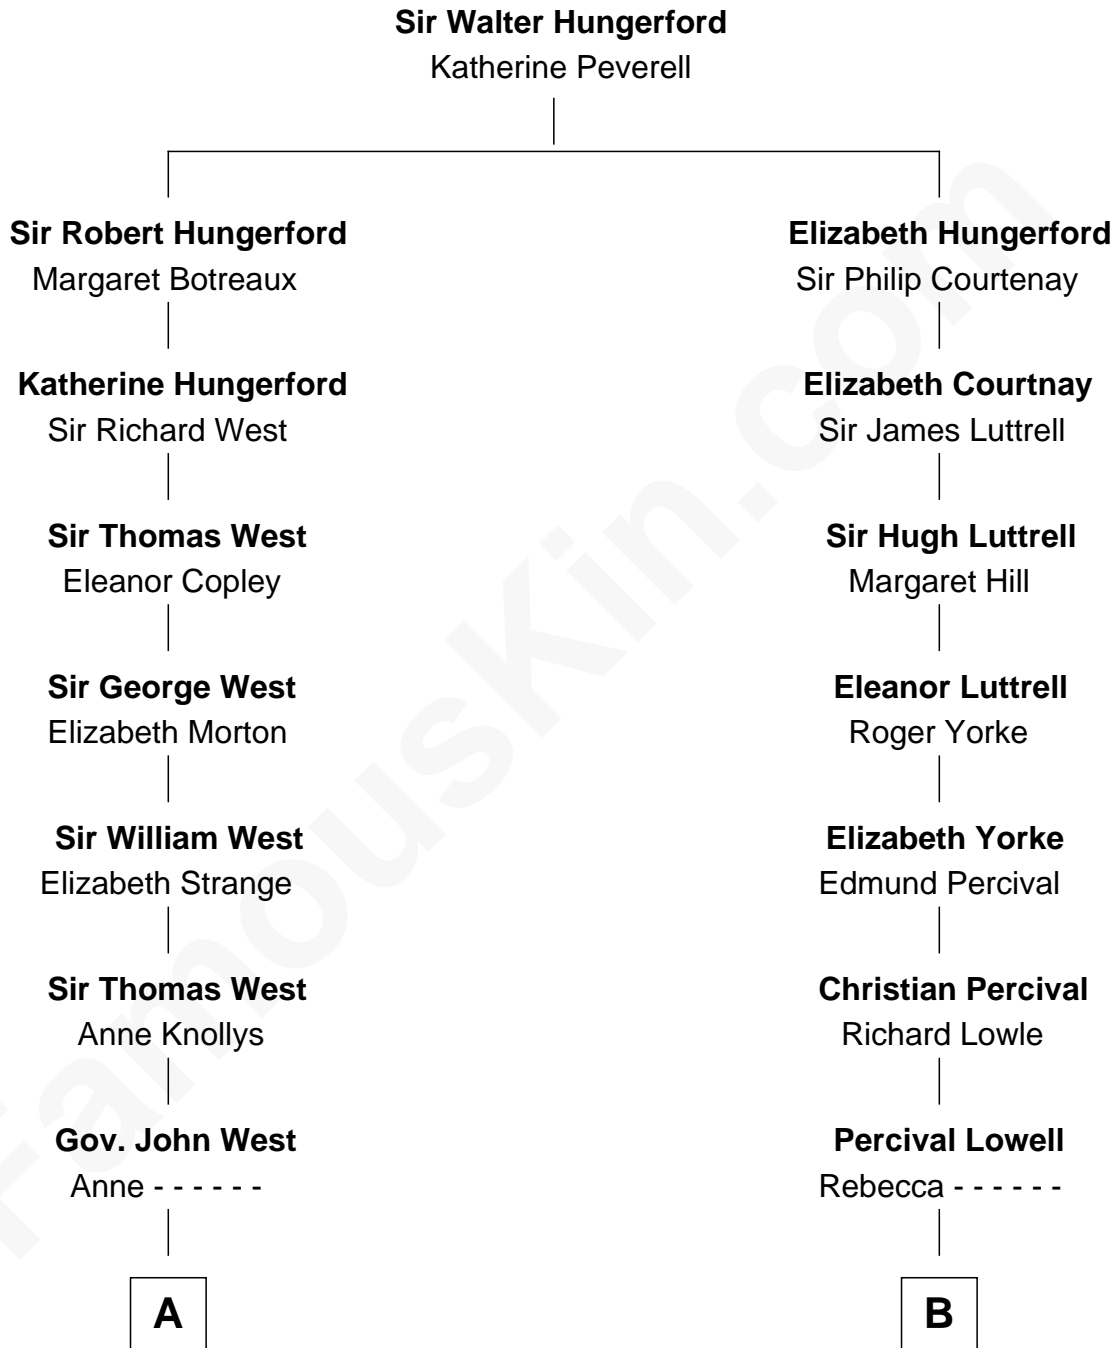 Sir Walter Hungerford
Katherine Peverell
Sir Robert Hungerford
Margaret Botreaux
Elizabeth Hungerford
Sir Philip Courtenay
Katherine Hungerford
Sir Richard West
Elizabeth Courtnay
Sir James Luttrell
Sir Thomas West
Eleanor Copley
Sir Hugh Luttrell
Margaret Hill
Sir George West
Elizabeth Morton
Eleanor Luttrell
Roger Yorke
Sir William West
Elizabeth Strange
Elizabeth Yorke
Edmund Percival
Sir Thomas West
Anne Knollys
Christian Percival
Richard Lowle
Gov. John West
Anne - - - - - -
Percival Lowell
Rebecca - - - - - -
A
B
FamousKin.com